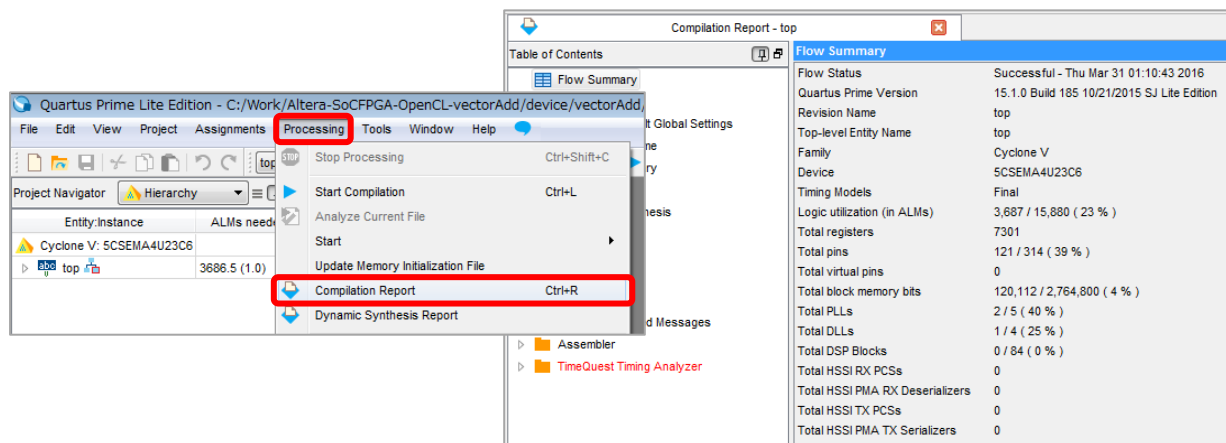 Quartus Prime Lite Edition - C:/Work/Altera-SoCFPGA-OpenCL-vectorAdd/device/vectorAdd/
File Edit View Project Assignments Processing Tools Window Help
top
Project Navigator Hierarchy
Entity:Instance ALMs neede
Cyclone V: 5CSEMA4U23C6
abc top 3686.5 (1.0)
STOP Stop Processing Ctrl+Shift+C
Start Compilation Ctrl+L
Analyze Current File
Start
Update Memory Initialization File
Compilation Report Ctrl+R
Dynamic Synthesis Report
Compilation Report - top
Table of Contents
Flow Summary
lt Global Settings
me
ry
hesis
d Messages
Assembler
TimeQuest Timing Analyzer
Flow Summary
Flow Status Successful - Thu Mar 31 01:10:43 2016
Quartus Prime Version 15.1.0 Build 185 10/21/2015 SJ Lite Edition
Revision Name top
Top-level Entity Name top
Family Cyclone V
Device 5CSEMA4U23C6
Timing Models Final
Logic utilization (in ALMs) 3,687 / 15,880 ( 23 % )
Total registers 7301
Total pins 121 / 314 ( 39 % )
Total virtual pins 0
Total block memory bits 120,112 / 2,764,800 ( 4 % )
Total PLLs 2 / 5 ( 40 % )
Total DLLs 1 / 4 ( 25 % )
Total DSP Blocks 0 / 84 ( 0 % )
Total HSSI RX PCSs 0
Total HSSI PMA RX Deserializers 0
Total HSSI TX PCSs 0
Total HSSI PMA TX Serializers 0